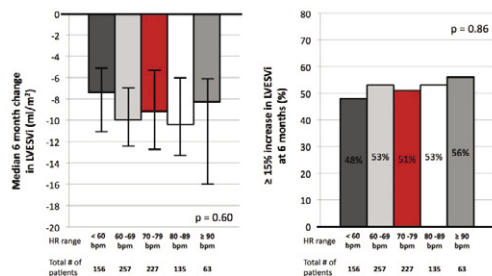 Median 6 month change
in LVESVi (ml/m²)
0
-2
-4
-6
-8
-10
-12
-14
-16
-18
-20
p = 0.60
HR range
< 60
bpm
60 -69
bpm
70 -79
bpm
80 -89
bpm
≥ 90
bpm
Total # of
patients
156 257 227 135 63
≥ 15% increase in LVESVi
at 6 months (%)
80
70
60
50
40
30
20
10
0
p = 0.86
48% 53% 51% 53% 56%
HR range
< 60
bpm
60 -69
bpm
70 -79
bpm
80 -89
bpm
≥ 90
bpm
Total # of
patients
156 257 227 135 63